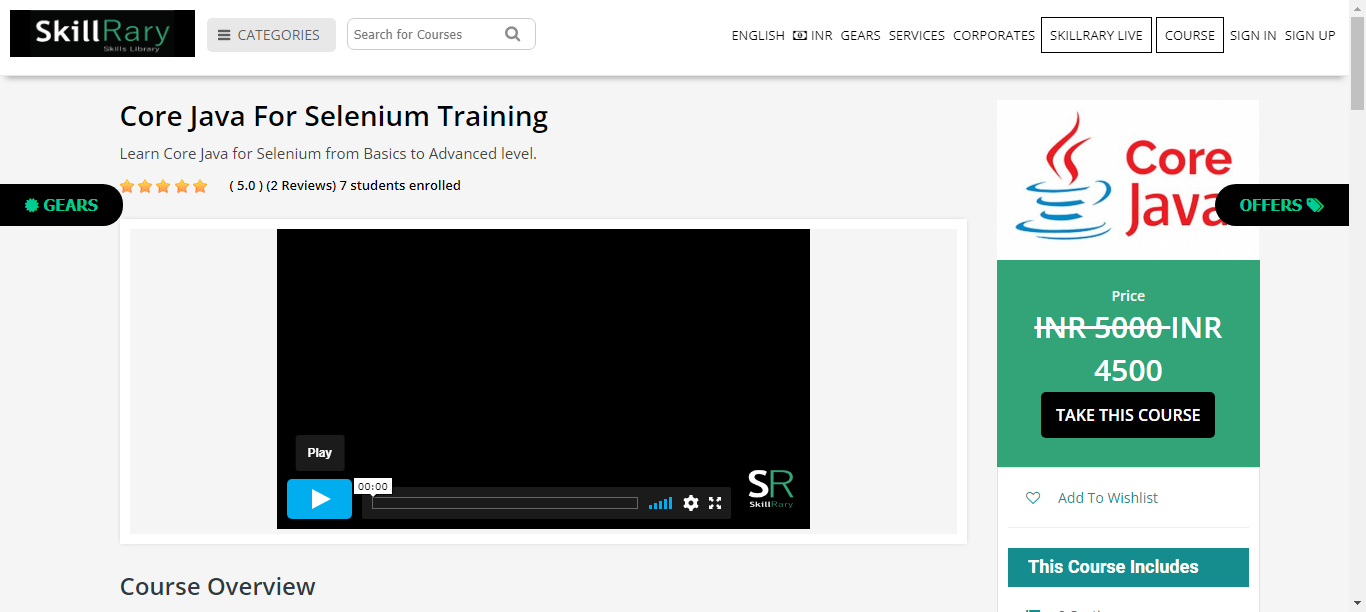 SkillRary
Skills Library
CATEGORIES
Search for Courses
ENGLISH INR GEARS SERVICES CORPORATES SKILLRARY LIVE COURSE SIGN IN SIGN UP
Core Java For Selenium Training
Learn Core Java for Selenium from Basics to Advanced level.
( 5.0 ) (2 Reviews) 7 students enrolled
GEARS
Core
Java
OFFERS
Price
INR 5000 INR
4500
TAKE THIS COURSE
Play
00:00
SR
SkillRary
Add To Wishlist
This Course Includes
Course Overview